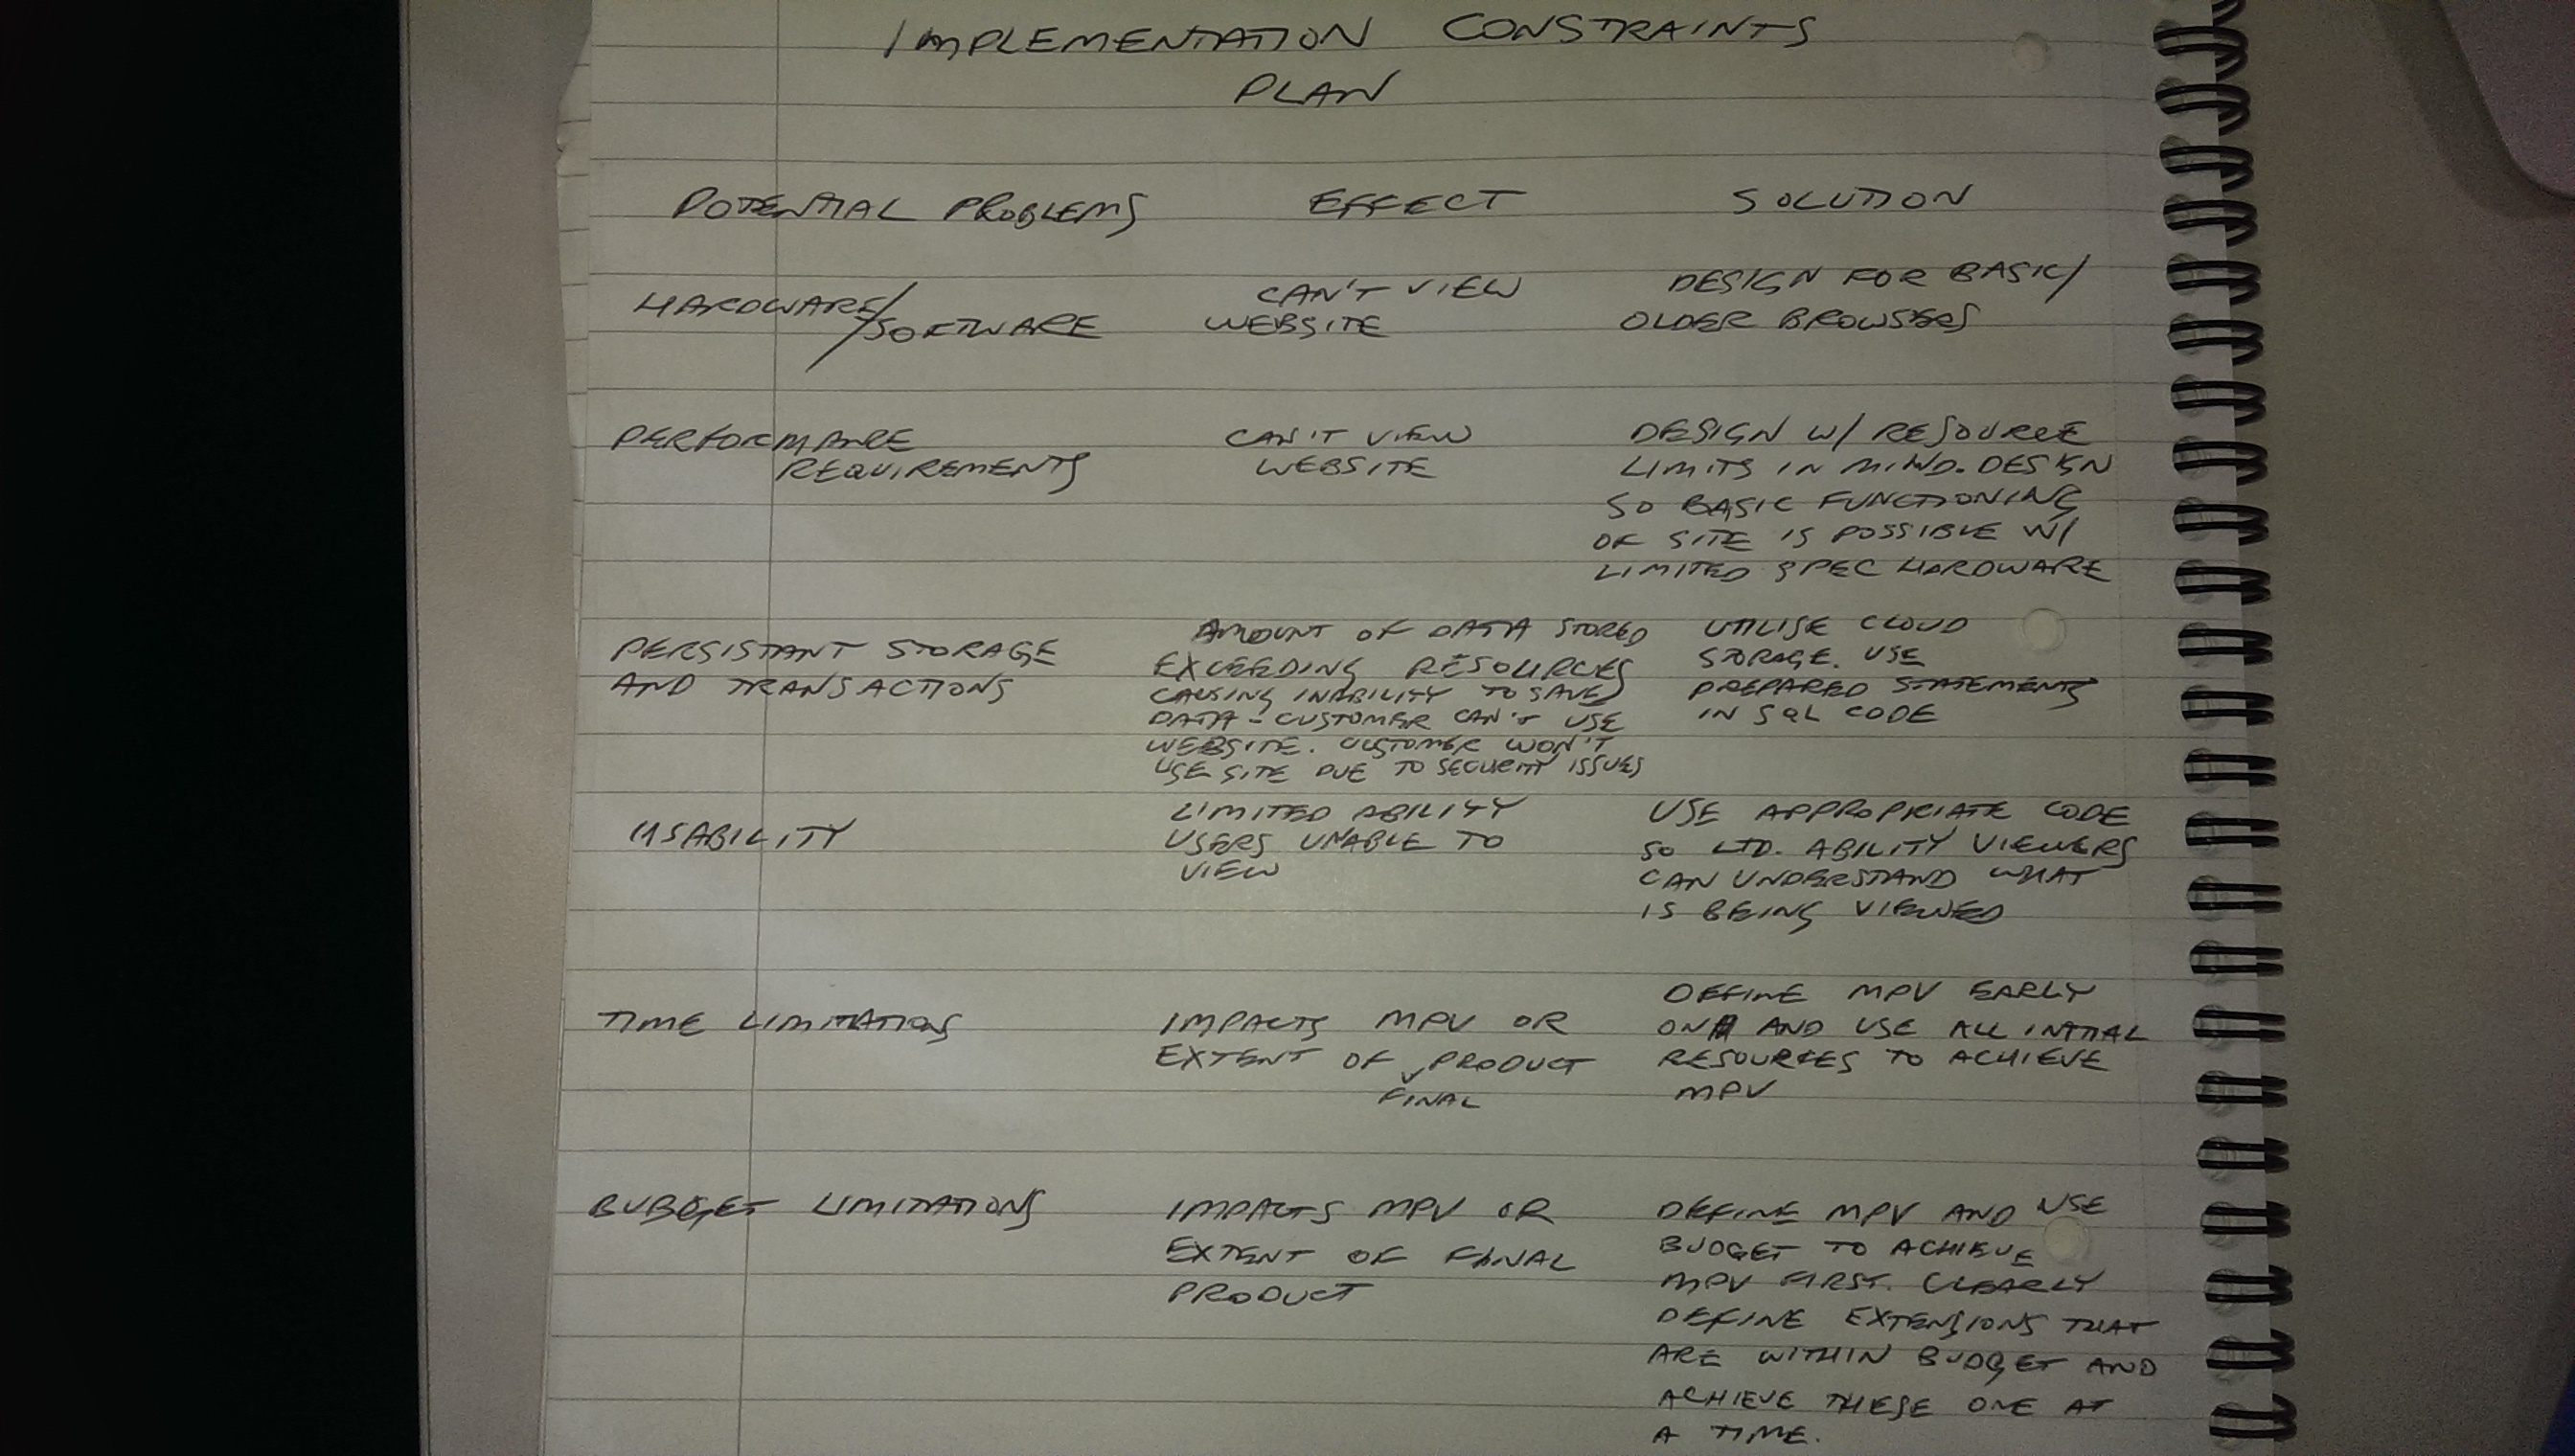 IMPLEMENTATION CONSTRAINTS
PLAN
POTENTIAL PROBLEMS EFFECT SOLUTION
HARDWARE/
/SOFTWARE
CAN'T VIEW
WEBSITE
DESIGN FOR BASIC/
OLDER BROWSERS
PERFORMANCE
REQUIREMENTS
CAN'T VIEW
WEBSITE
DESIGN W/ RESOURCE
LIMITS IN MIND. DESIGN
SO BASIC FUNCTIONING
OF SITE IS POSSIBLE W/
LIMITED SPEC HARDWARE
PERSISTANT STORAGE
AND TRANSACTIONS
AMOUNT OF DATA STORED
EXCEEDING RESOURCES
CAUSING INABILITY TO SAVE
DATA - CUSTOMER CAN'T USE
WEBSITE. CUSTOMER WON'T
USE SITE DUE TO SECURITY ISSUES
UTILISE CLOUD
STORAGE. USE
PREPARED STATEMENTS
IN SQL CODE
USABILITY
LIMITED ABILITY
USERS UNABLE TO
VIEW
USE APPROPRIATE CODE
SO LTD. ABILITY VIEWERS
CAN UNDERSTAND WHAT
IS BEING VIEWED
TIME LIMITATIONS
IMPACTS MPV OR
EXTENT OF PRODUCT
FINAL
DEFINE MPV EARLY
ON AND USE ALL INITIAL
RESOURCES TO ACHIEVE
MPV
BUDGET LIMITATIONS
IMPACTS MPV OR
EXTENT OF FINAL
PRODUCT
DEFINE MPV AND USE
BUDGET TO ACHIEVE
MPV FIRST. CLEARLY
DEFINE EXTENSIONS THAT
ARE WITHIN BUDGET AND
ACHIEVE THESE ONE AT
A TIME.